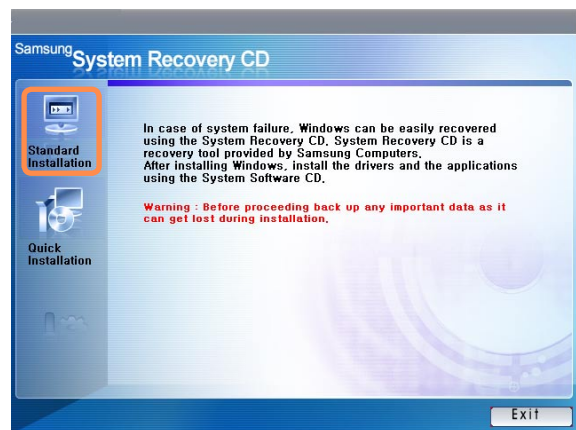 Samsung System Recovery CD
Standard
Installation
In case of system failure, Windows can be easily recovered
using the System Recovery CD. System Recovery CD is a
recovery tool provided by Samsung Computers.
After installing Windows, install the drivers and the applications
using the System Software CD.
Warning : Before proceeding back up any important data as it
can get lost during installation.
Quick
Installation
Exit